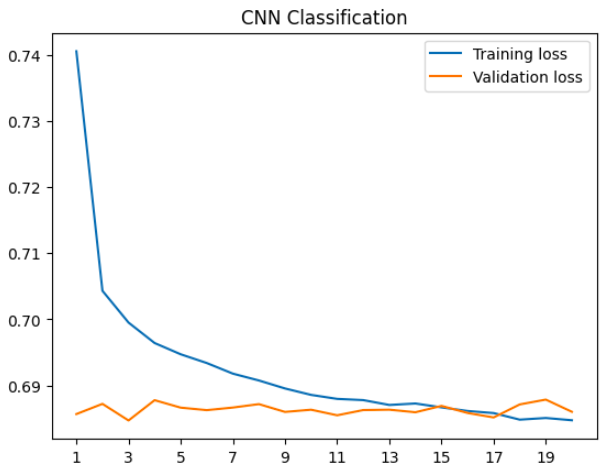 CNN Classification
Training loss
Validation loss
0.74
0.73
0.72
0.71
0.70
0.69
1 3 5 7 9 11 13 15 17 19